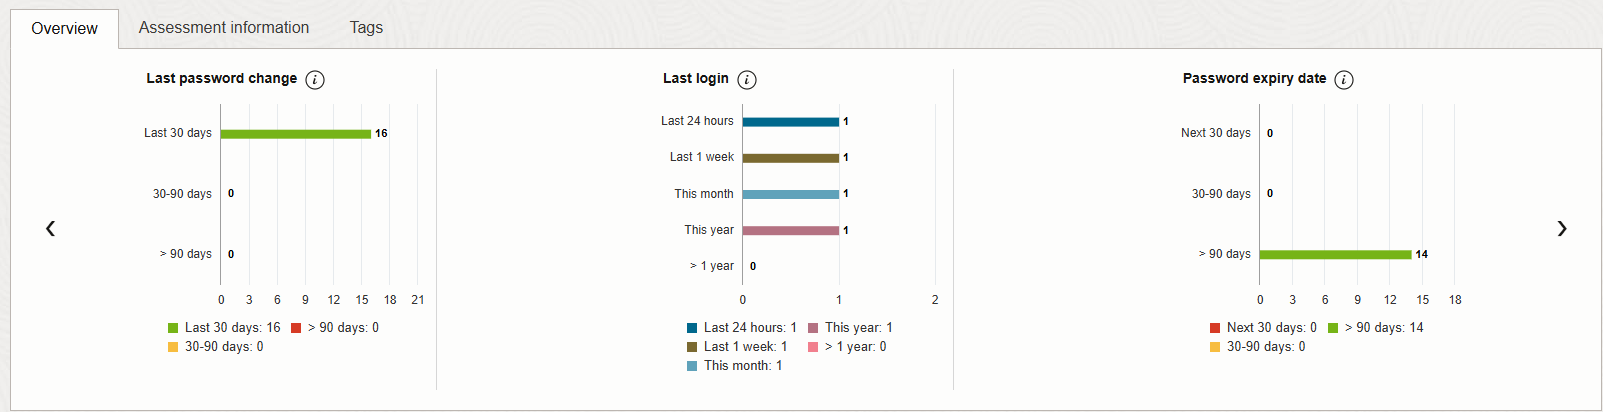 Overview
Assessment information
Tags
Last password change
Last 30 days
16
30-90 days
0
> 90 days
0
0 3 6 9 12 15 18 21
Last 30 days: 16
> 90 days: 0
30-90 days: 0
Last login
Last 24 hours
1
Last 1 week
1
This month
1
This year
1
> 1 year
0
0 1 2
Last 24 hours: 1
This year: 1
Last 1 week: 1
> 1 year: 0
This month: 1
Password expiry date
Next 30 days
0
30-90 days
0
> 90 days
14
0 3 6 9 12 15 18
Next 30 days: 0
> 90 days: 14
30-90 days: 0